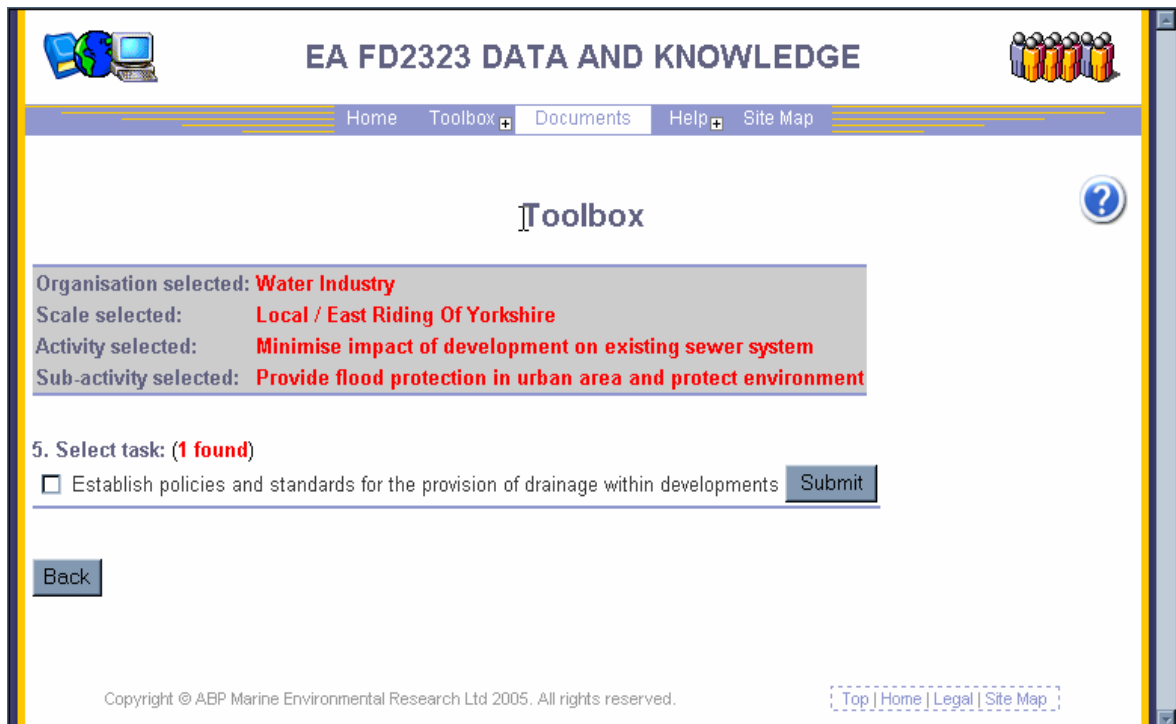 EA FD2323 DATA AND KNOWLEDGE
Home Toolbox Documents Help Site Map
Toolbox
Organisation selected: Water Industry
Scale selected: Local / East Riding Of Yorkshire
Activity selected: Minimise impact of development on existing sewer system
Sub-activity selected: Provide flood protection in urban area and protect environment
5. Select task: (1 found)
Establish policies and standards for the provision of drainage within developments Submit
Back
Copyright © ABP Marine Environmental Research Ltd 2005. All rights reserved. Top | Home | Legal | Site Map